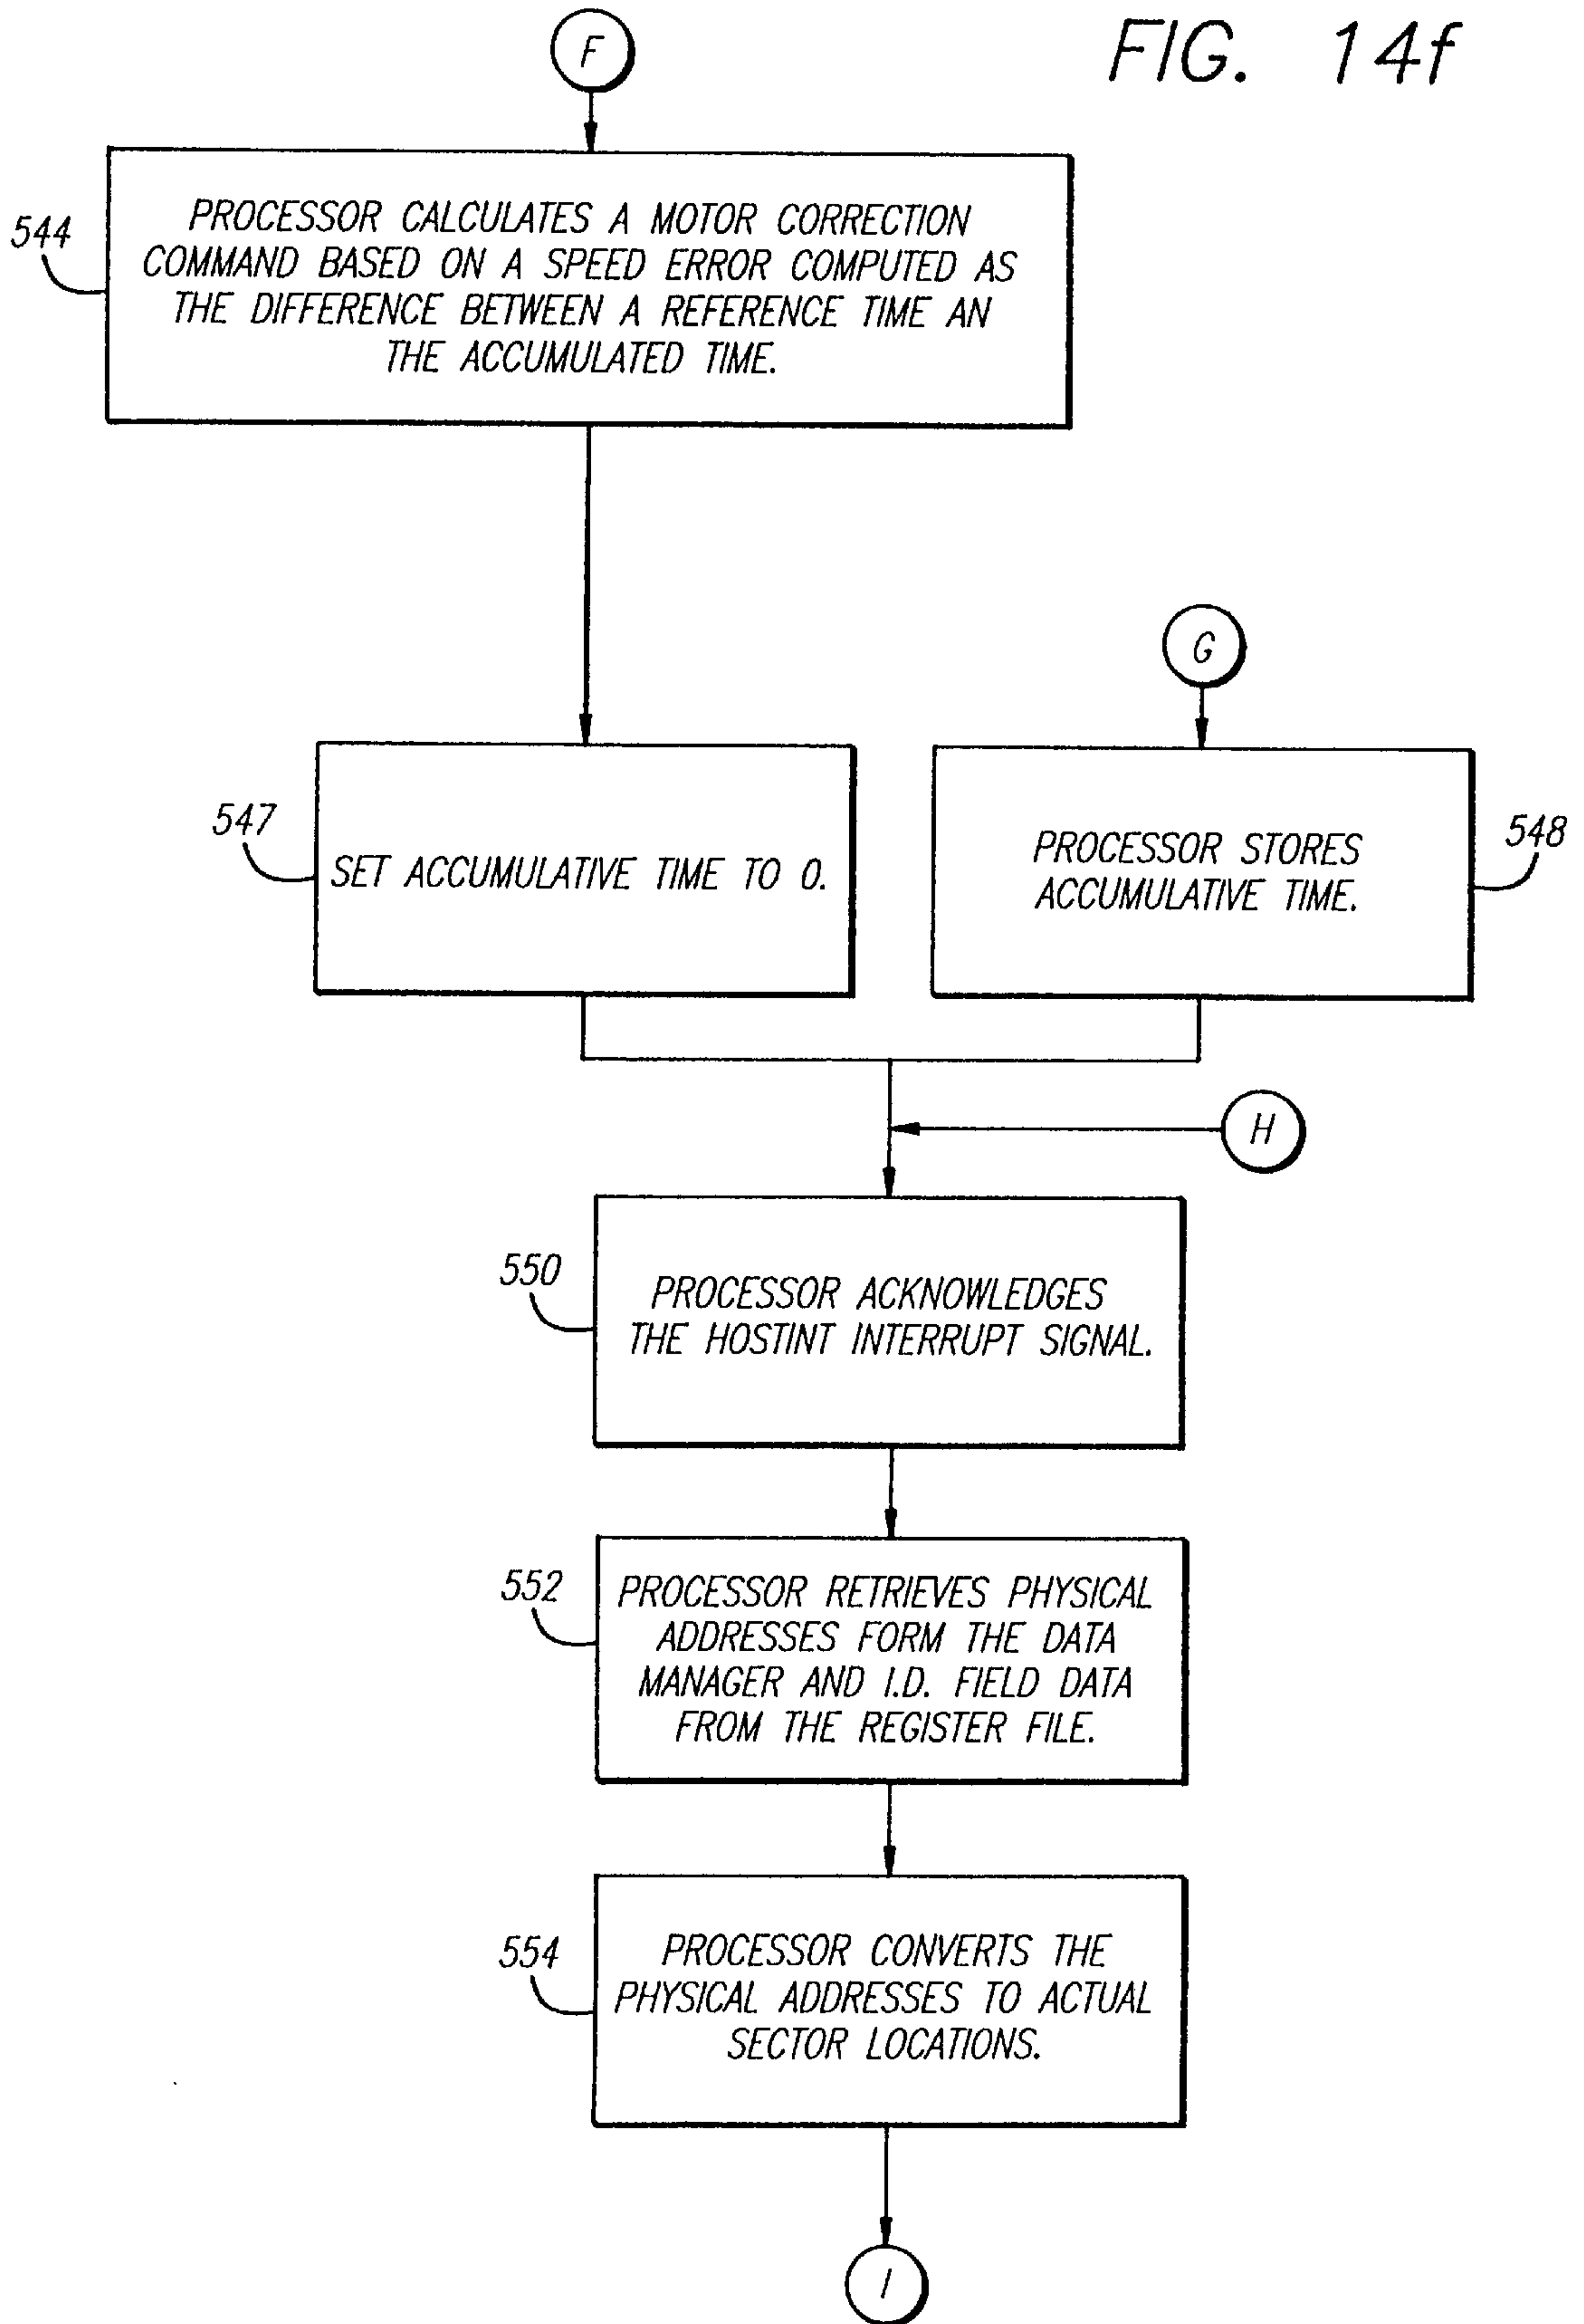 FIG. 14f
F
544
PROCESSOR CALCULATES A MOTOR CORRECTION
COMMAND BASED ON A SPEED ERROR COMPUTED AS
THE DIFFERENCE BETWEEN A REFERENCE TIME AN
THE ACCUMULATED TIME.
G
547
SET ACCUMULATIVE TIME TO 0.
PROCESSOR STORES
ACCUMULATIVE TIME.
548
H
550
PROCESSOR ACKNOWLEDGES
THE HOSTINT INTERRUPT SIGNAL.
552
PROCESSOR RETRIEVES PHYSICAL
ADDRESSES FORM THE DATA
MANAGER AND I.D. FIELD DATA
FROM THE REGISTER FILE.
554
PROCESSOR CONVERTS THE
PHYSICAL ADDRESSES TO ACTUAL
SECTOR LOCATIONS.
I